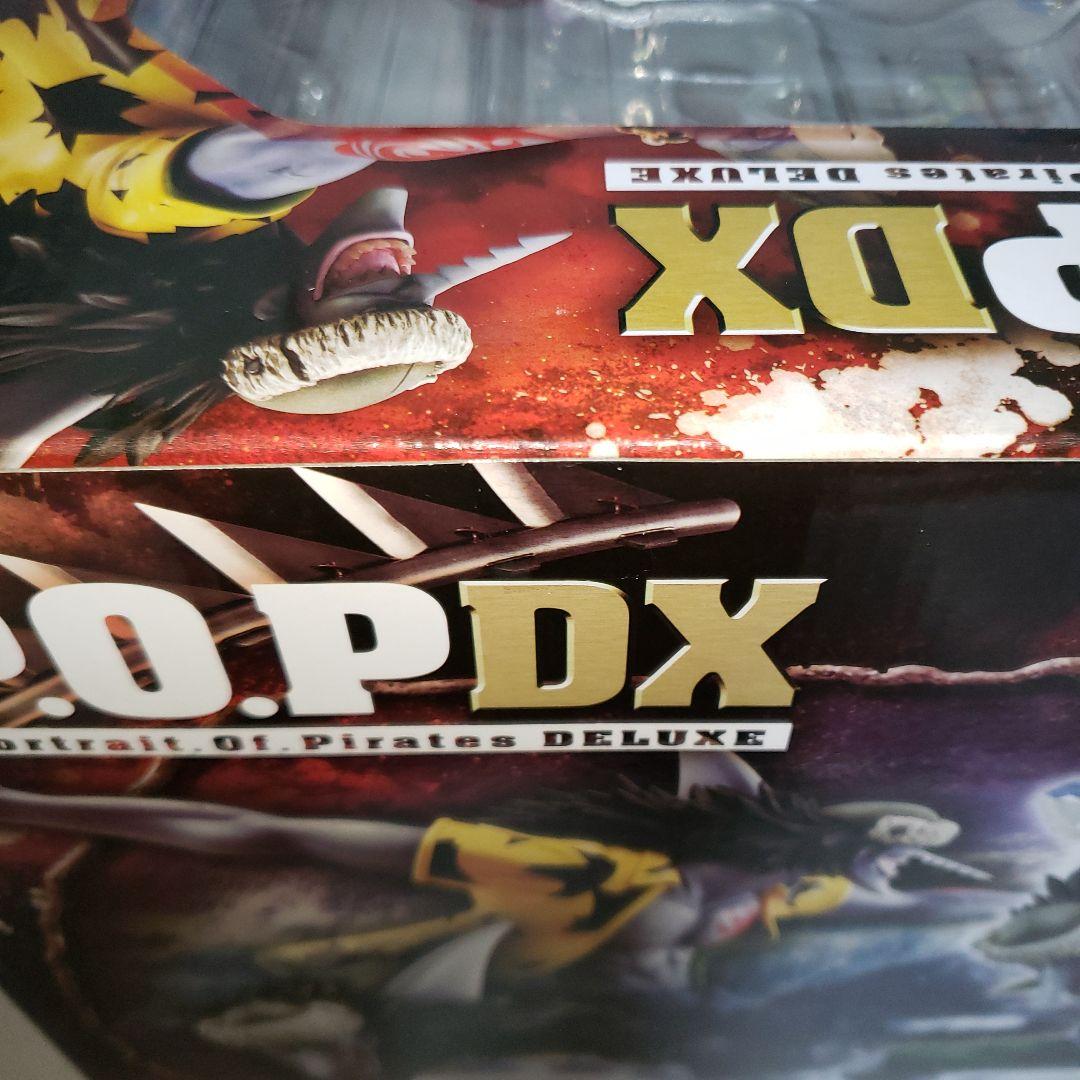 Pirates DELUXE
P DX
P.O.P DX
ortrait.Of.Pirates DELUXE